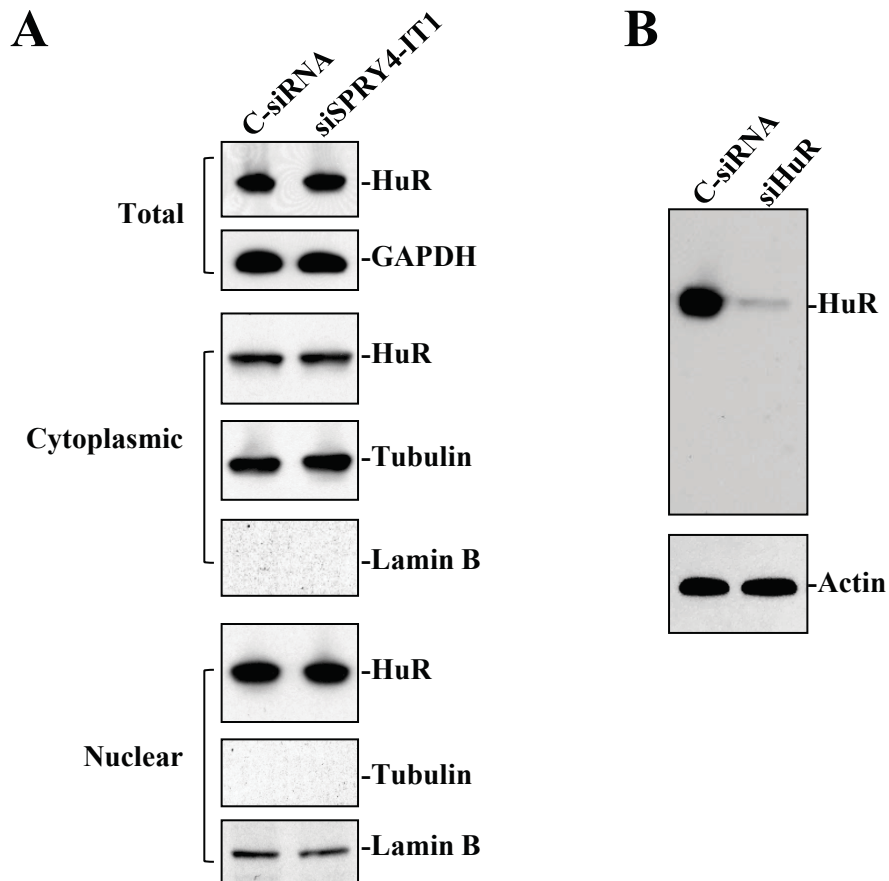 A
C-siRNA
siSPRY4-IT1
Total
-HuR
-GAPDH
Cytoplasmic
-HuR
-Tubulin
-Lamin B
Nuclear
-HuR
-Tubulin
-Lamin B
B
C-siRNA
siHuR
-HuR
-Actin